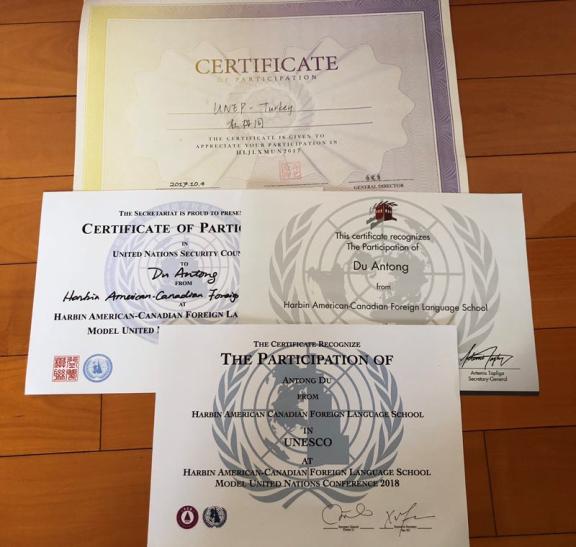 CERTIFICATE
OF PARTICIPATION
UNEP - Turkey
THE CERTIFICATE IS GIVEN TO
APPRECIATE YOUR PARTICIPATION IN
HLJLXMUN2017
2017.10.4
GENERAL DIRECTOR
THE SECRETARIAT IS PROUD TO PRESE
CERTIFICATE OF PARTI
IN
UNITED NATIONS SECURITY COUN
TO
Du Antong
FROM
Harbin American-Canadian Foreig
AT
HARBIN AMERICAN-CANADIAN FOREIGN LA
MODEL UNITED N
This certificate recognizes
The Participation of
Du Antong
from
Harbin American-Canadian Foreign Language School
Artemis Tapliga
Secretary-General
THE CERTIFICATE RECOGNIZE
THE PARTICIPATION OF
ANTONG DU
FROM
HARBIN AMERICAN CANADIAN FOREIGN LANGUAGE SCHOOL
IN
UNESCO
AT
HARBIN AMERICAN-CANADIAN FOREIGN LANGUAGE SCHOOL
MODEL UNITED NATIONS CONFERENCE 2018